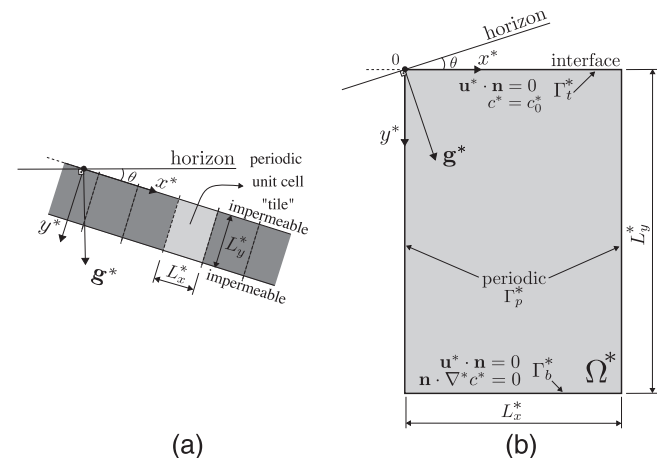 horizon
θ
x*
y*
g*
periodic
unit cell
"tile"
impermeable
L*y
L*x
impermeable
(a)
horizon
0
θ
x*
interface
u* · n = 0
c* = c*0
Γ*t
y*
g*
L*y
periodic
Γ*p
u* · n = 0
n · ∇*c* = 0
Γ*b
Ω*
L*x
(b)